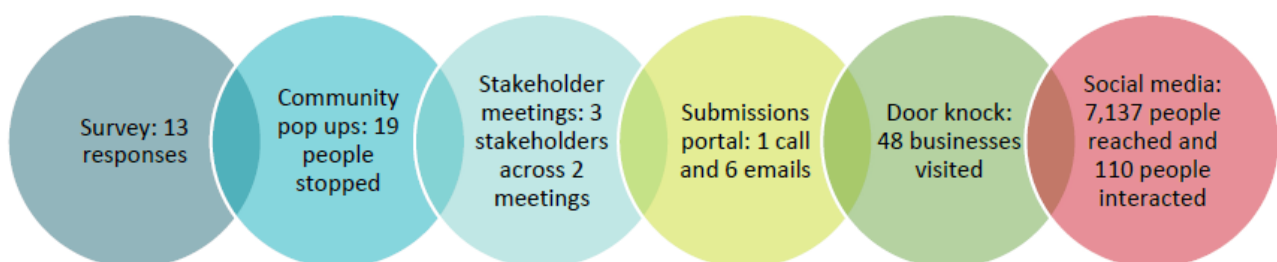 Survey: 13
responses
Community
pop ups: 19
people
stopped
Stakeholder
meetings: 3
stakeholders
across 2
meetings
Submissions
portal: 1 call
and 6 emails
Door knock:
48 businesses
visited
Social media:
7,137 people
reached and
110 people
interacted